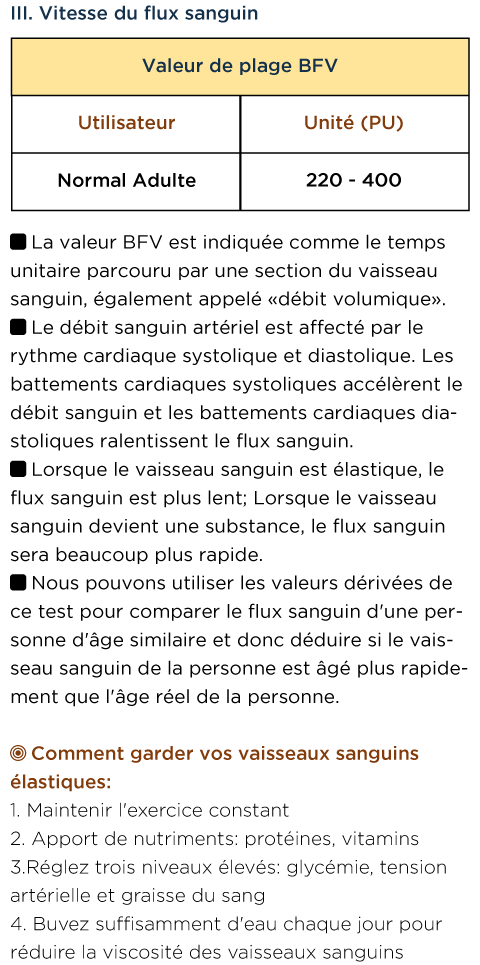 III. Vitesse du flux sanguin
Valeur de plage BFV
Utilisateur
Unité (PU)
Normal Adulte
220 - 400
La valeur BFV est indiquée comme le temps
unitaire parcouru par une section du vaisseau
sanguin, également appelé «débit volumique».
Le débit sanguin artériel est affecté par le
rythme cardiaque systolique et diastolique. Les
battements cardiaques systoliques accélèrent le
débit sanguin et les battements cardiaques dia-
stoliques ralentissent le flux sanguin.
Lorsque le vaisseau sanguin est élastique, le
flux sanguin est plus lent; Lorsque le vaisseau
sanguin devient une substance, le flux sanguin
sera beaucoup plus rapide.
Nous pouvons utiliser les valeurs dérivées de
ce test pour comparer le flux sanguin d'une per-
sonne d'âge similaire et donc déduire si le vais-
seau sanguin de la personne est âgé plus rapide-
ment que l'âge réel de la personne.
Comment garder vos vaisseaux sanguins
élastiques:
1. Maintenir l'exercice constant
2. Apport de nutriments: protéines, vitamins
3.Réglez trois niveaux élevés: glycémie, tension
artérielle et graisse du sang
4. Buvez suffisamment d'eau chaque jour pour
réduire la viscosité des vaisseaux sanguins